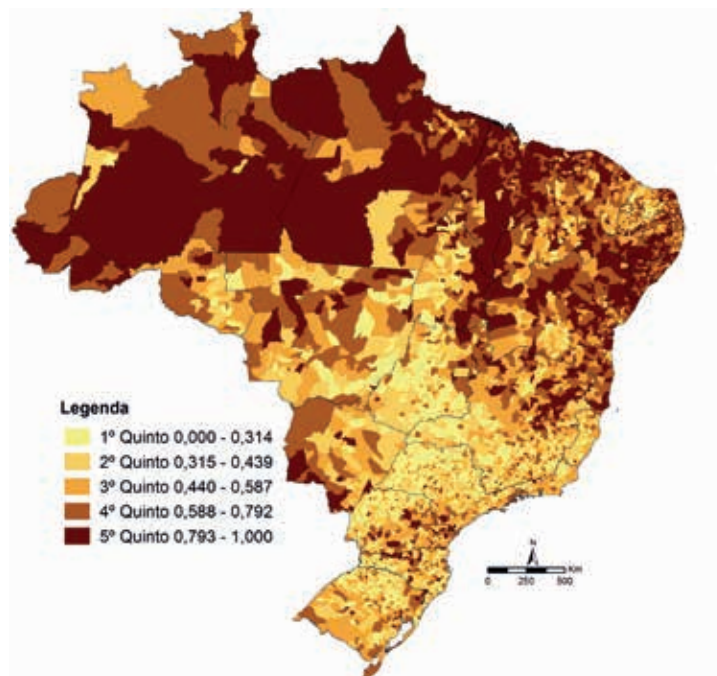 Legenda
1º Quinto 0,000 - 0,314
2º Quinto 0,315 - 0,439
3º Quinto 0,440 - 0,587
4º Quinto 0,588 - 0,792
5º Quinto 0,793 - 1,000
N
Km
0 250 500